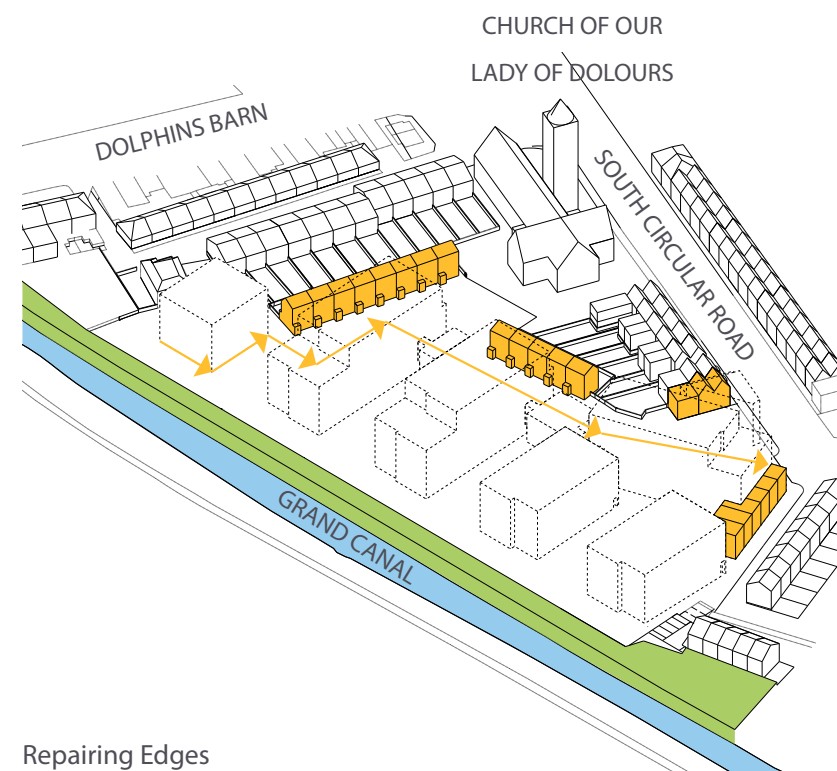 CHURCH OF OUR
LADY OF DOLOURS
DOLPHINS BARN
SOUTH CIRCULAR ROAD
GRAND CANAL
Repairing Edges